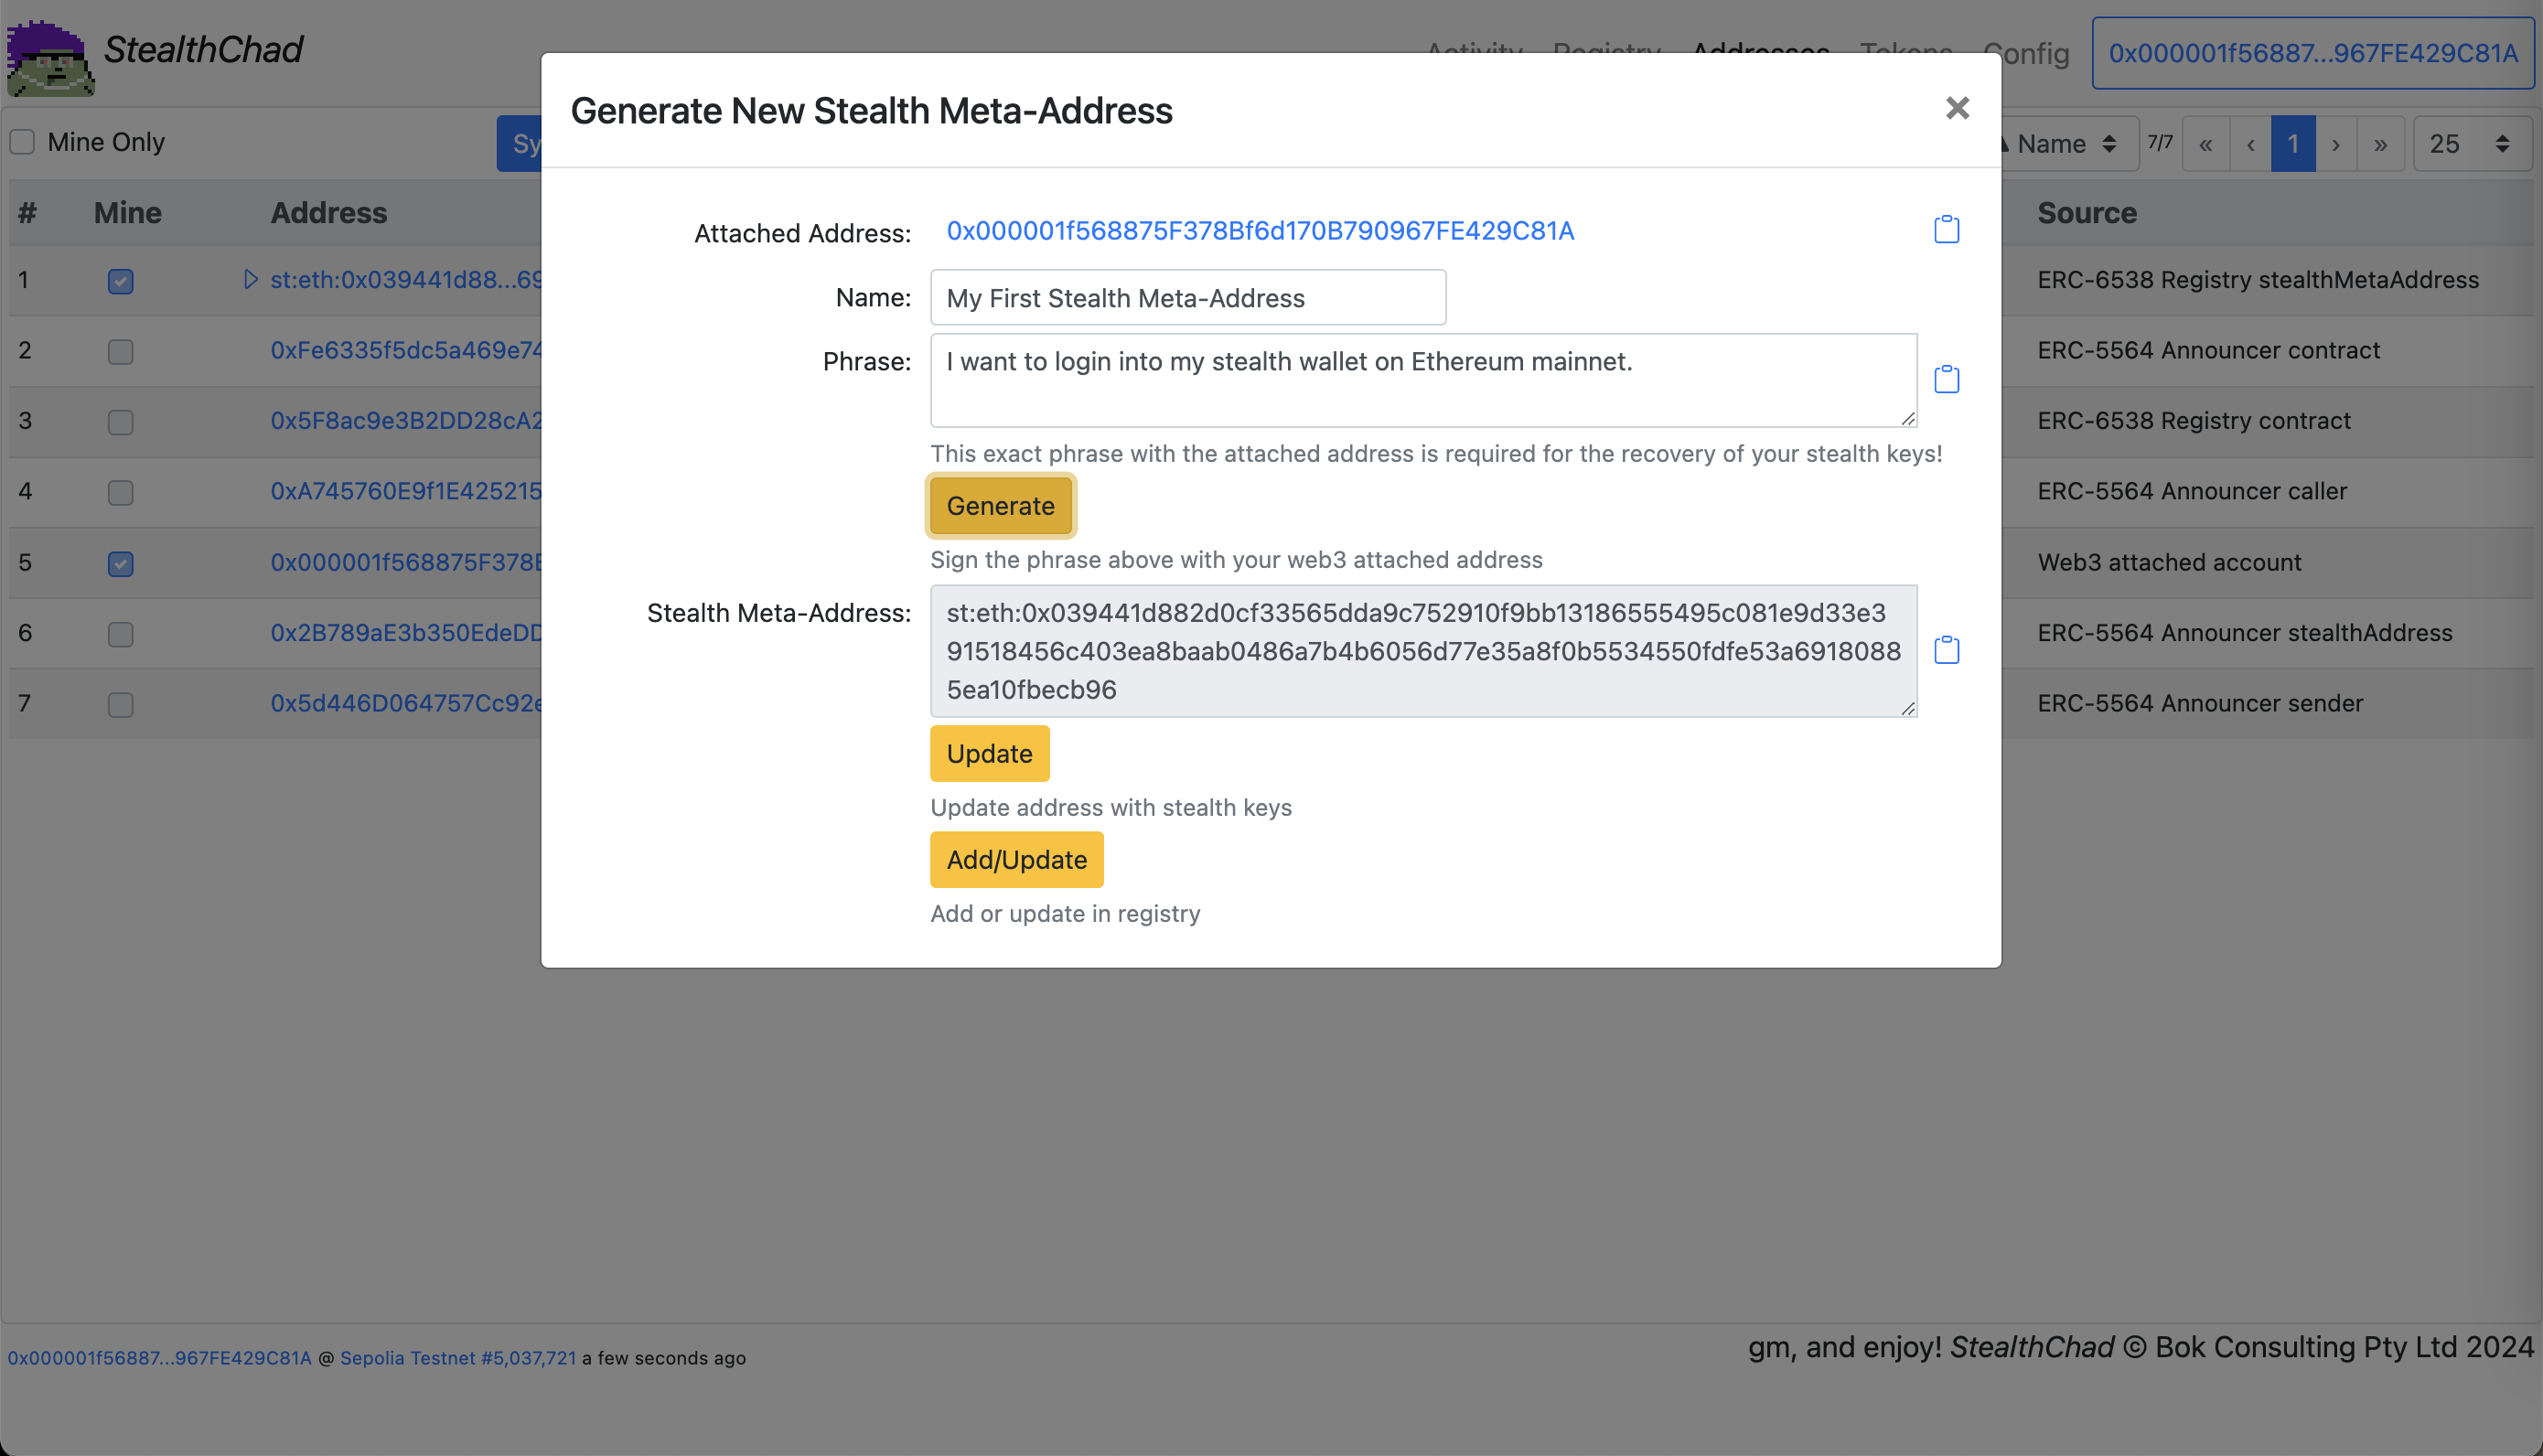 StealthChad
Activity Registry Addresses Tokens Config
0x000001f56887...967FE429C81A
Mine Only
Name
7/7
«
‹
1
›
»
25
# Mine Address Source
1 st:eth:0x039441d88...69 ERC-6538 Registry stealthMetaAddress
2 0xFe6335f5dc5a469e74 ERC-5564 Announcer contract
3 0x5F8ac9e3B2DD28cA2 ERC-6538 Registry contract
4 0xA745760E9f1E425215 ERC-5564 Announcer caller
5 0x000001f568875F378B Web3 attached account
6 0x2B789aE3b350EdeDD ERC-5564 Announcer stealthAddress
7 0x5d446D064757Cc92e ERC-5564 Announcer sender
Generate New Stealth Meta-Address
×
Attached Address: 0x000001f568875F378Bf6d170B790967FE429C81A
Name: My First Stealth Meta-Address
Phrase: I want to login into my stealth wallet on Ethereum mainnet.
This exact phrase with the attached address is required for the recovery of your stealth keys!
Generate
Sign the phrase above with your web3 attached address
Stealth Meta-Address: st:eth:0x039441d882d0cf33565dda9c752910f9bb13186555495c081e9d33e3
91518456c403ea8baab0486a7b4b6056d77e35a8f0b5534550fdfe53a6918088
5ea10fbecb96
Update
Update address with stealth keys
Add/Update
Add or update in registry
0x000001f56887...967FE429C81A @ Sepolia Testnet #5,037,721 a few seconds ago
gm, and enjoy! StealthChad © Bok Consulting Pty Ltd 2024